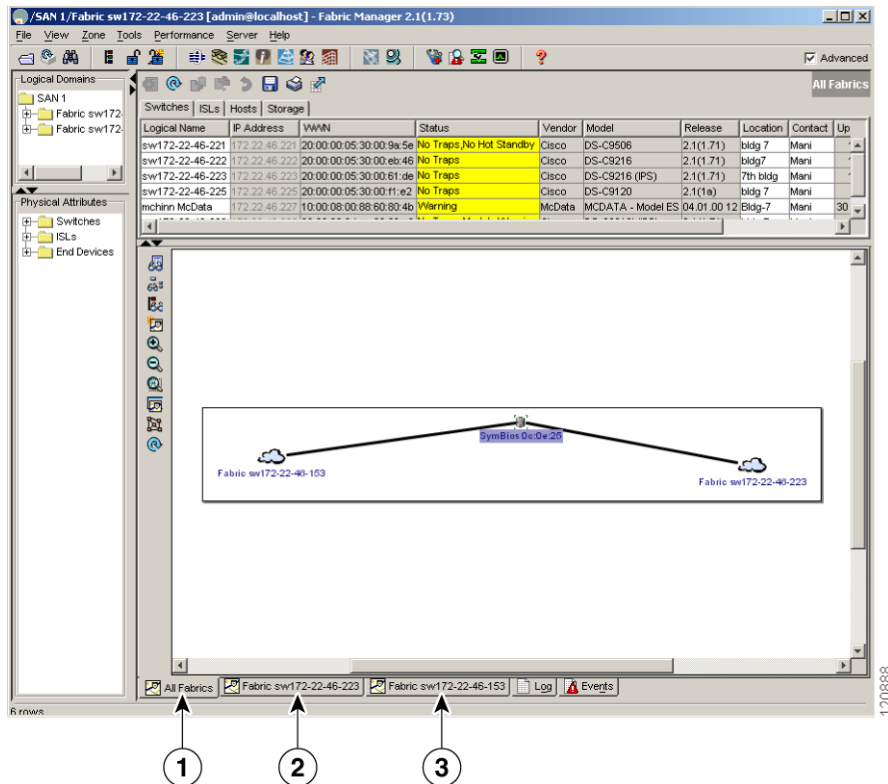 /SAN 1/Fabric sw172-22-46-223 [admin@localhost] - Fabric Manager 2.1(1.73)
File View Zone Tools Performance Server Help
Advanced
Logical Domains
SAN 1
Fabric sw172-
Fabric sw172-
All Fabrics
Switches ISLs Hosts Storage
Logical Name IP Address WWN Status Vendor Model Release Location Contact Up
sw172-22-46-221 172.22.46.221 20:00:00:05:30:00:9a:5e No Traps,No Hot Standby Cisco DS-C9506 2.1(1.71) bldg 7 Mani
sw172-22-46-222 20:00:00:05:30:00:eb:46 No Traps Cisco DS-C9216 2.1(1.71) bldg7 Mani
sw172-22-46-223 172.22.46.223 20:00:00:05:30:00:61:de No Traps Cisco DS-C9216 (IPS) 2.1(1.71) 7th bldg Mani
sw172-22-46-225 172.22.46.225 20:00:00:05:30:00:f1:e2 No Traps Cisco DS-C9120 2.1(1a) bldg 7 Mani
mchinn McData 172.22.46.227 10:00:08:00:88:60:80:4b Warning McData MCDATA - Model ES 04.01.00 12 Bldg-7 Mani 30
Physical Attributes
Switches
ISLs
End Devices
SymBios 0c:0e:25
Fabric sw172-22-46-153
Fabric sw172-22-46-223
All Fabrics Fabric sw172-22-46-223 Fabric sw172-22-46-153 Log Events
6 rows
120888
1 2 3